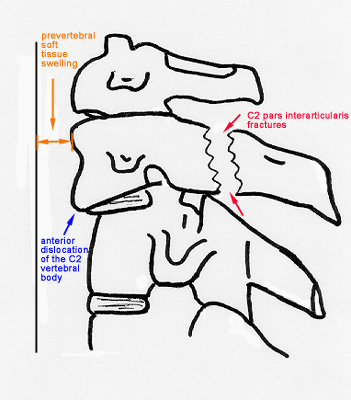 prevertebral
soft
tissue
swelling
C2 pars interarticularis
fractures
anterior
dislocation
of the C2
vertebral
body